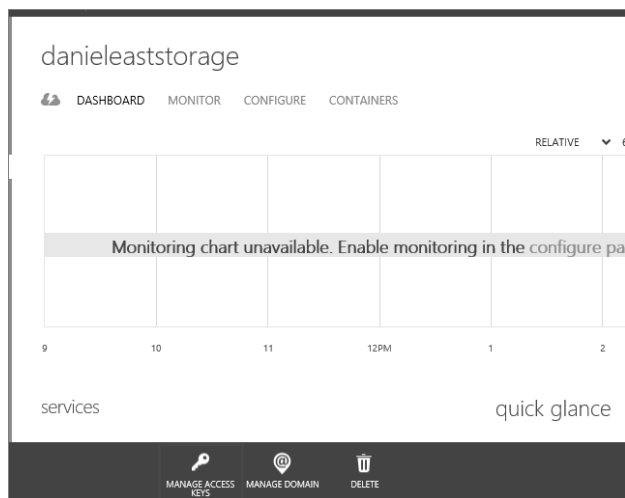 danieleaststorage
DASHBOARD MONITOR CONFIGURE CONTAINERS
RELATIVE
Monitoring chart unavailable. Enable monitoring in the configure pa
9 10 11 12PM 1 2
services quick glance
MANAGE ACCESS KEYS MANAGE DOMAIN DELETE